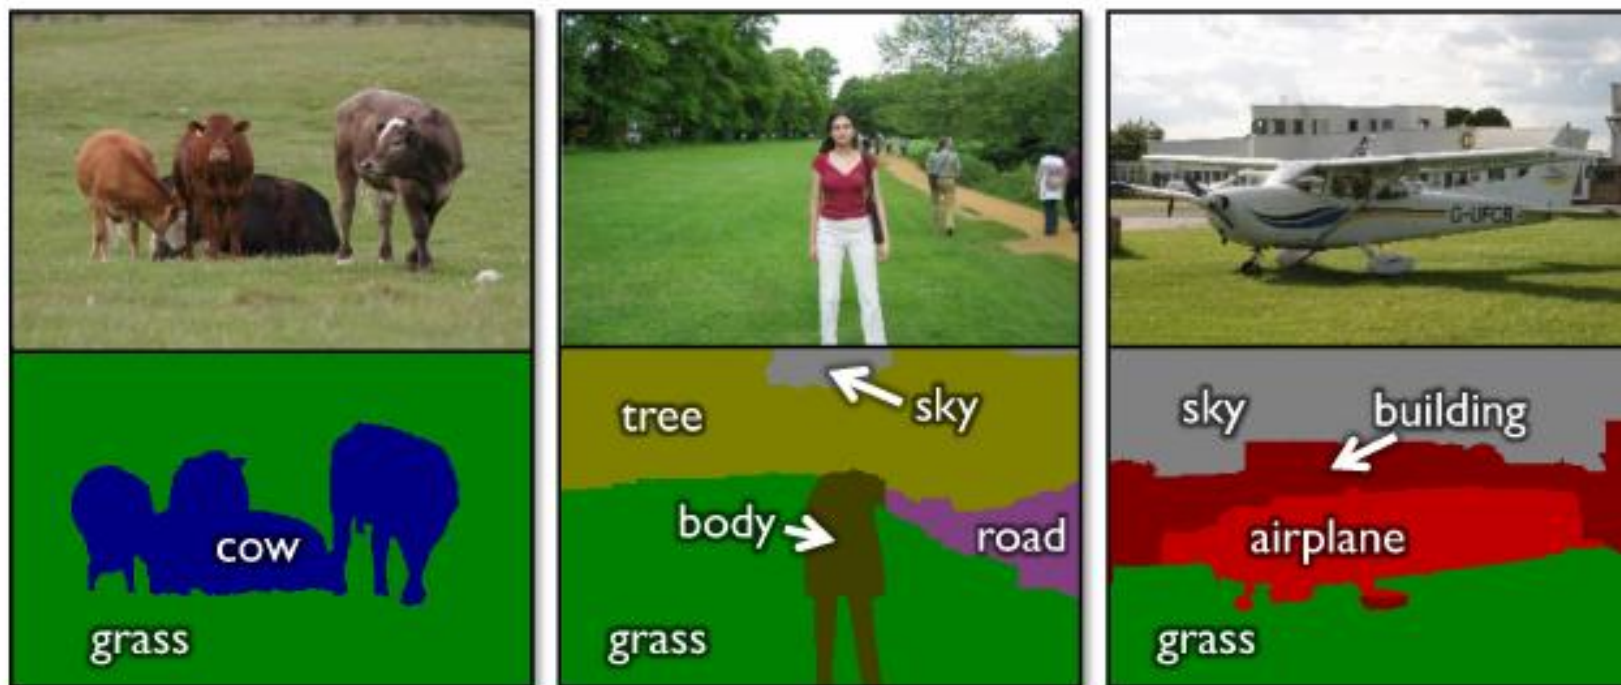 G-UFCB
cow
grass
tree
sky
body
road
grass
sky
building
airplane
grass